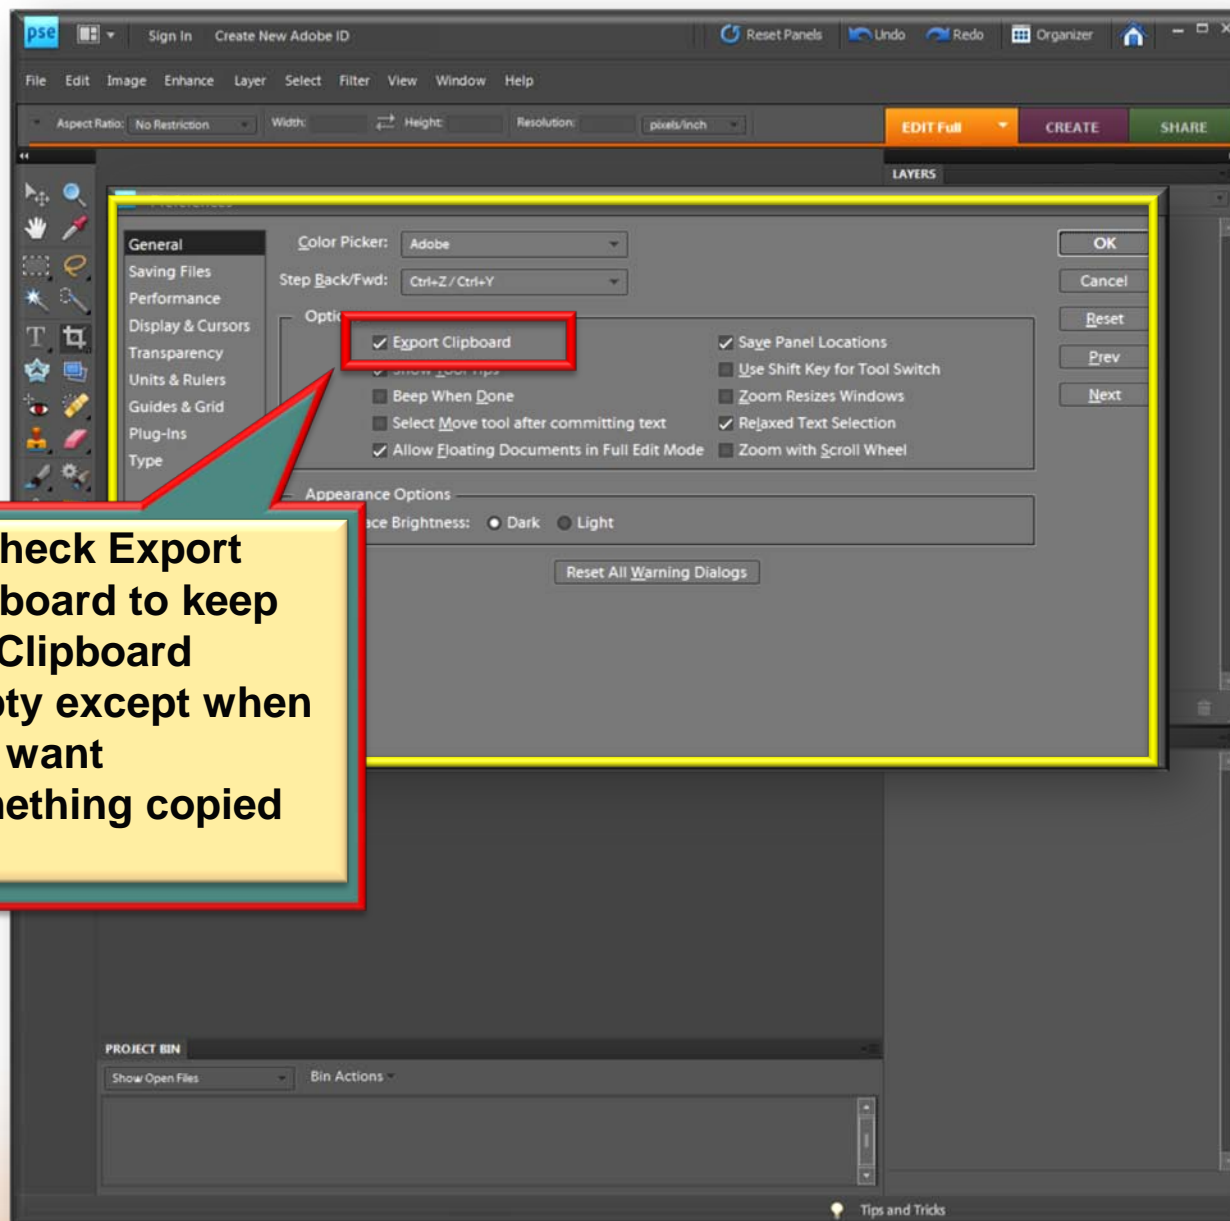 pse
Sign In Create New Adobe ID
Reset Panels Undo Redo Organizer
File Edit Image Enhance Layer Select Filter View Window Help
Aspect Ratio: No Restriction Width: Height: Resolution: pixels/inch
EDIT Full CREATE SHARE
LAYERS
General
Saving Files
Performance
Display & Cursors
Transparency
Units & Rulers
Guides & Grid
Plug-Ins
Type
Color Picker: Adobe
Step Back/Fwd: Ctrl+Z / Ctrl+Y
Export Clipboard
Show Tool Tips
Beep When Done
Select Move tool after committing text
Allow Floating Documents in Full Edit Mode
Save Panel Locations
Use Shift Key for Tool Switch
Zoom Resizes Windows
Relaxed Text Selection
Zoom with Scroll Wheel
Appearance Options
Brightness: Dark Light
Reset All Warning Dialogs
OK
Cancel
Reset
Prev
Next
Export
to keep
Clipboard
except when
want
copied
PROJECT BIN
Show Open Files Bin Actions
Tips and Tricks